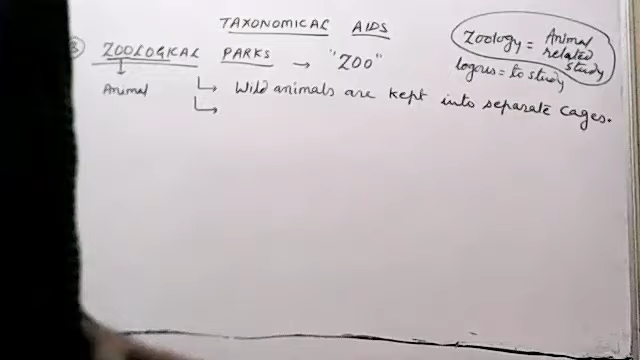 TAXONOMICAL AIDS
ZOOLOGICAL PARKS → "ZOO"
Animal
Wild animals are kept into separate cages.
Zoology = Animal
related
study
logous = to study